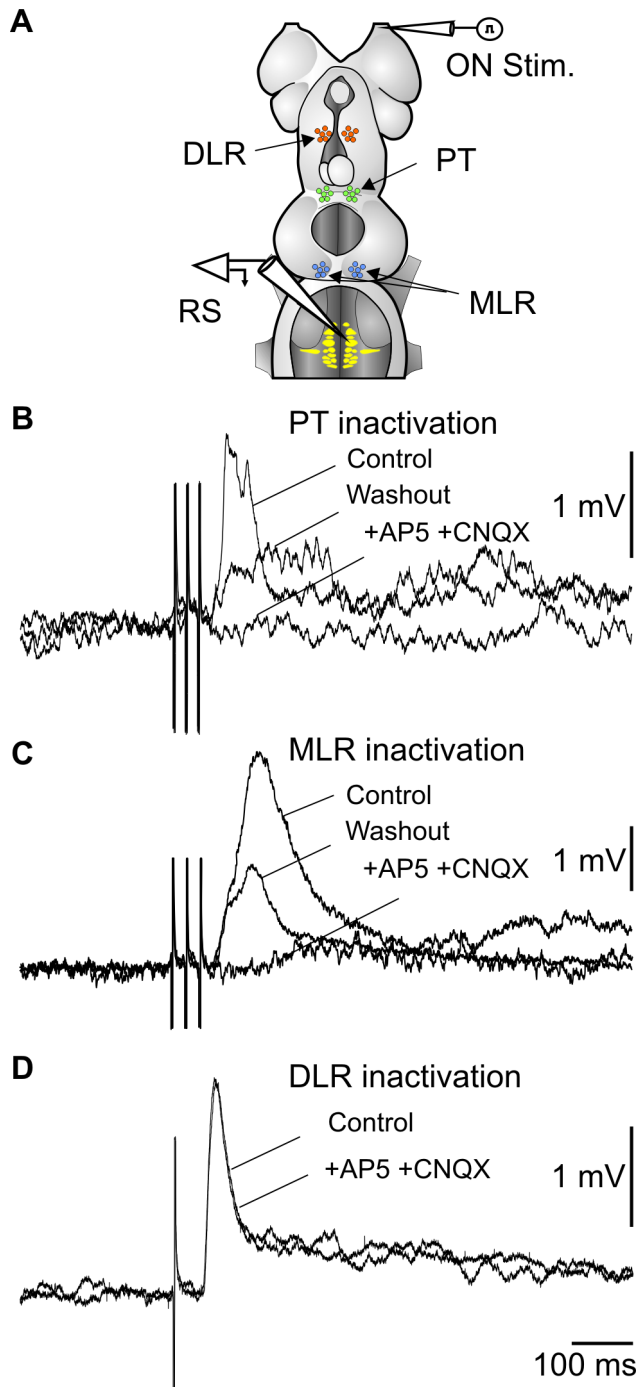 A
ON Stim.
DLR
PT
RS
MLR
B
PT inactivation
Control
Washout
+AP5 +CNQX
1 mV
C
MLR inactivation
Control
Washout
+AP5 +CNQX
1 mV
D
DLR inactivation
Control
+AP5 +CNQX
1 mV
100 ms